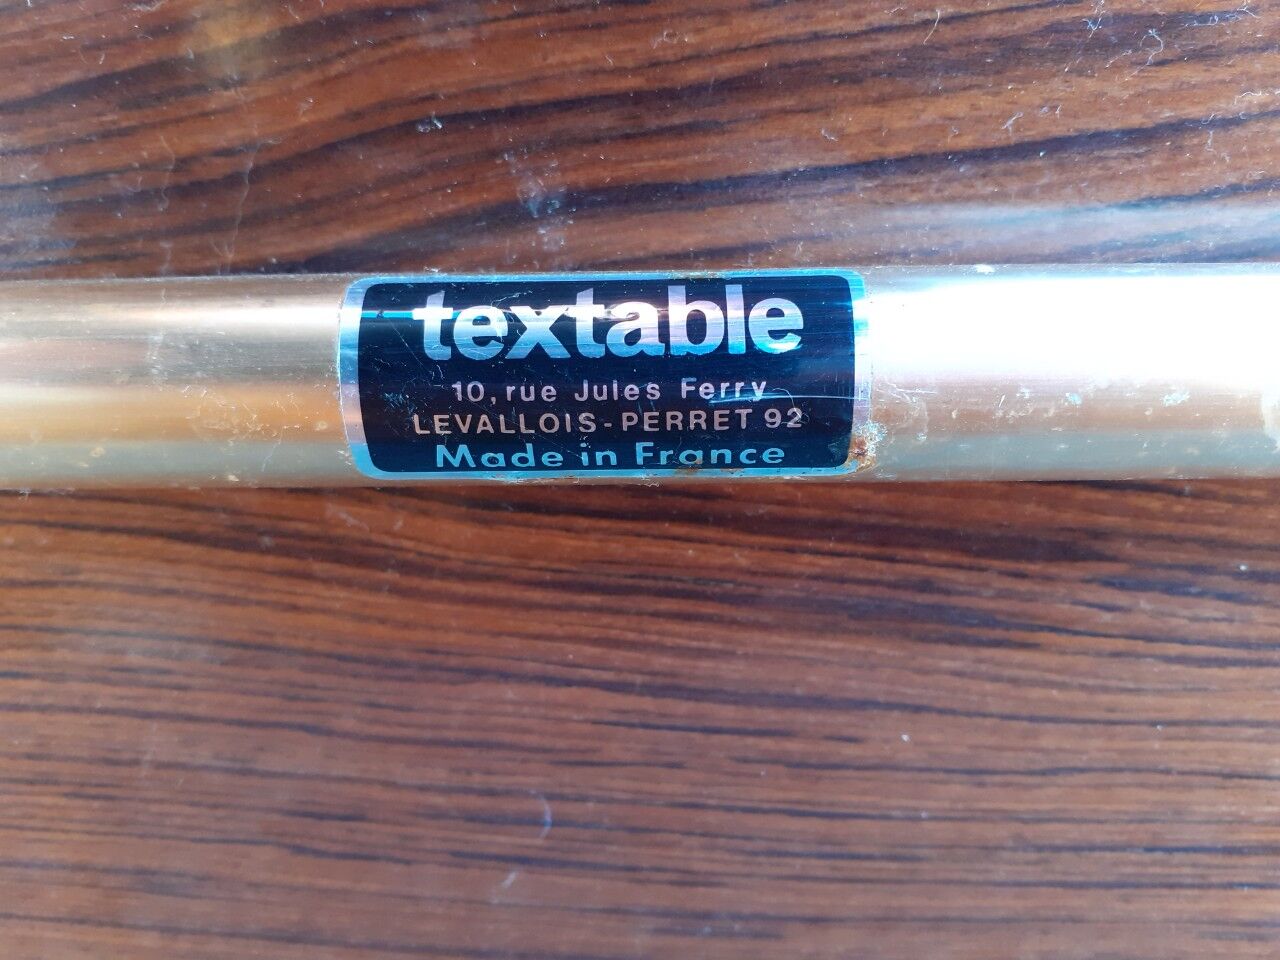 textable
10, rue Jules Ferry
LEVALLOIS-PERRET 92
Made in France